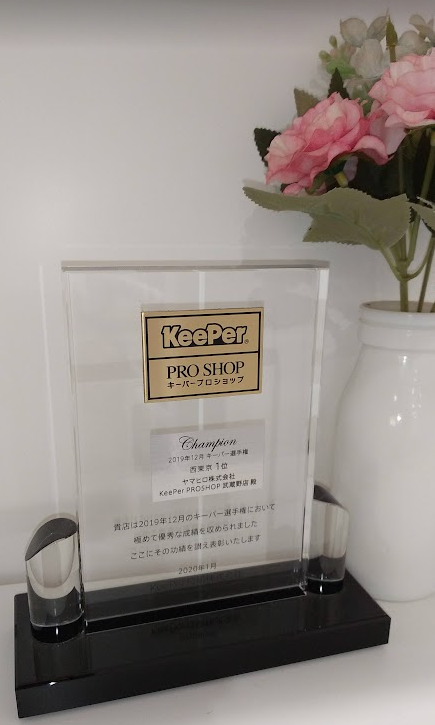 KeePer®
PRO SHOP
キーパープロショップ
Champion
2019年12月 キーパー選手権
西東京 1位
ヤマヒロ株式会社
KeePer PROSHOP 武蔵野店 殿
貴店は2019年12月のキーパー選手権において
極めて優秀な成績を収められました
ここにその功績を讃え表彰いたします
2020年1月